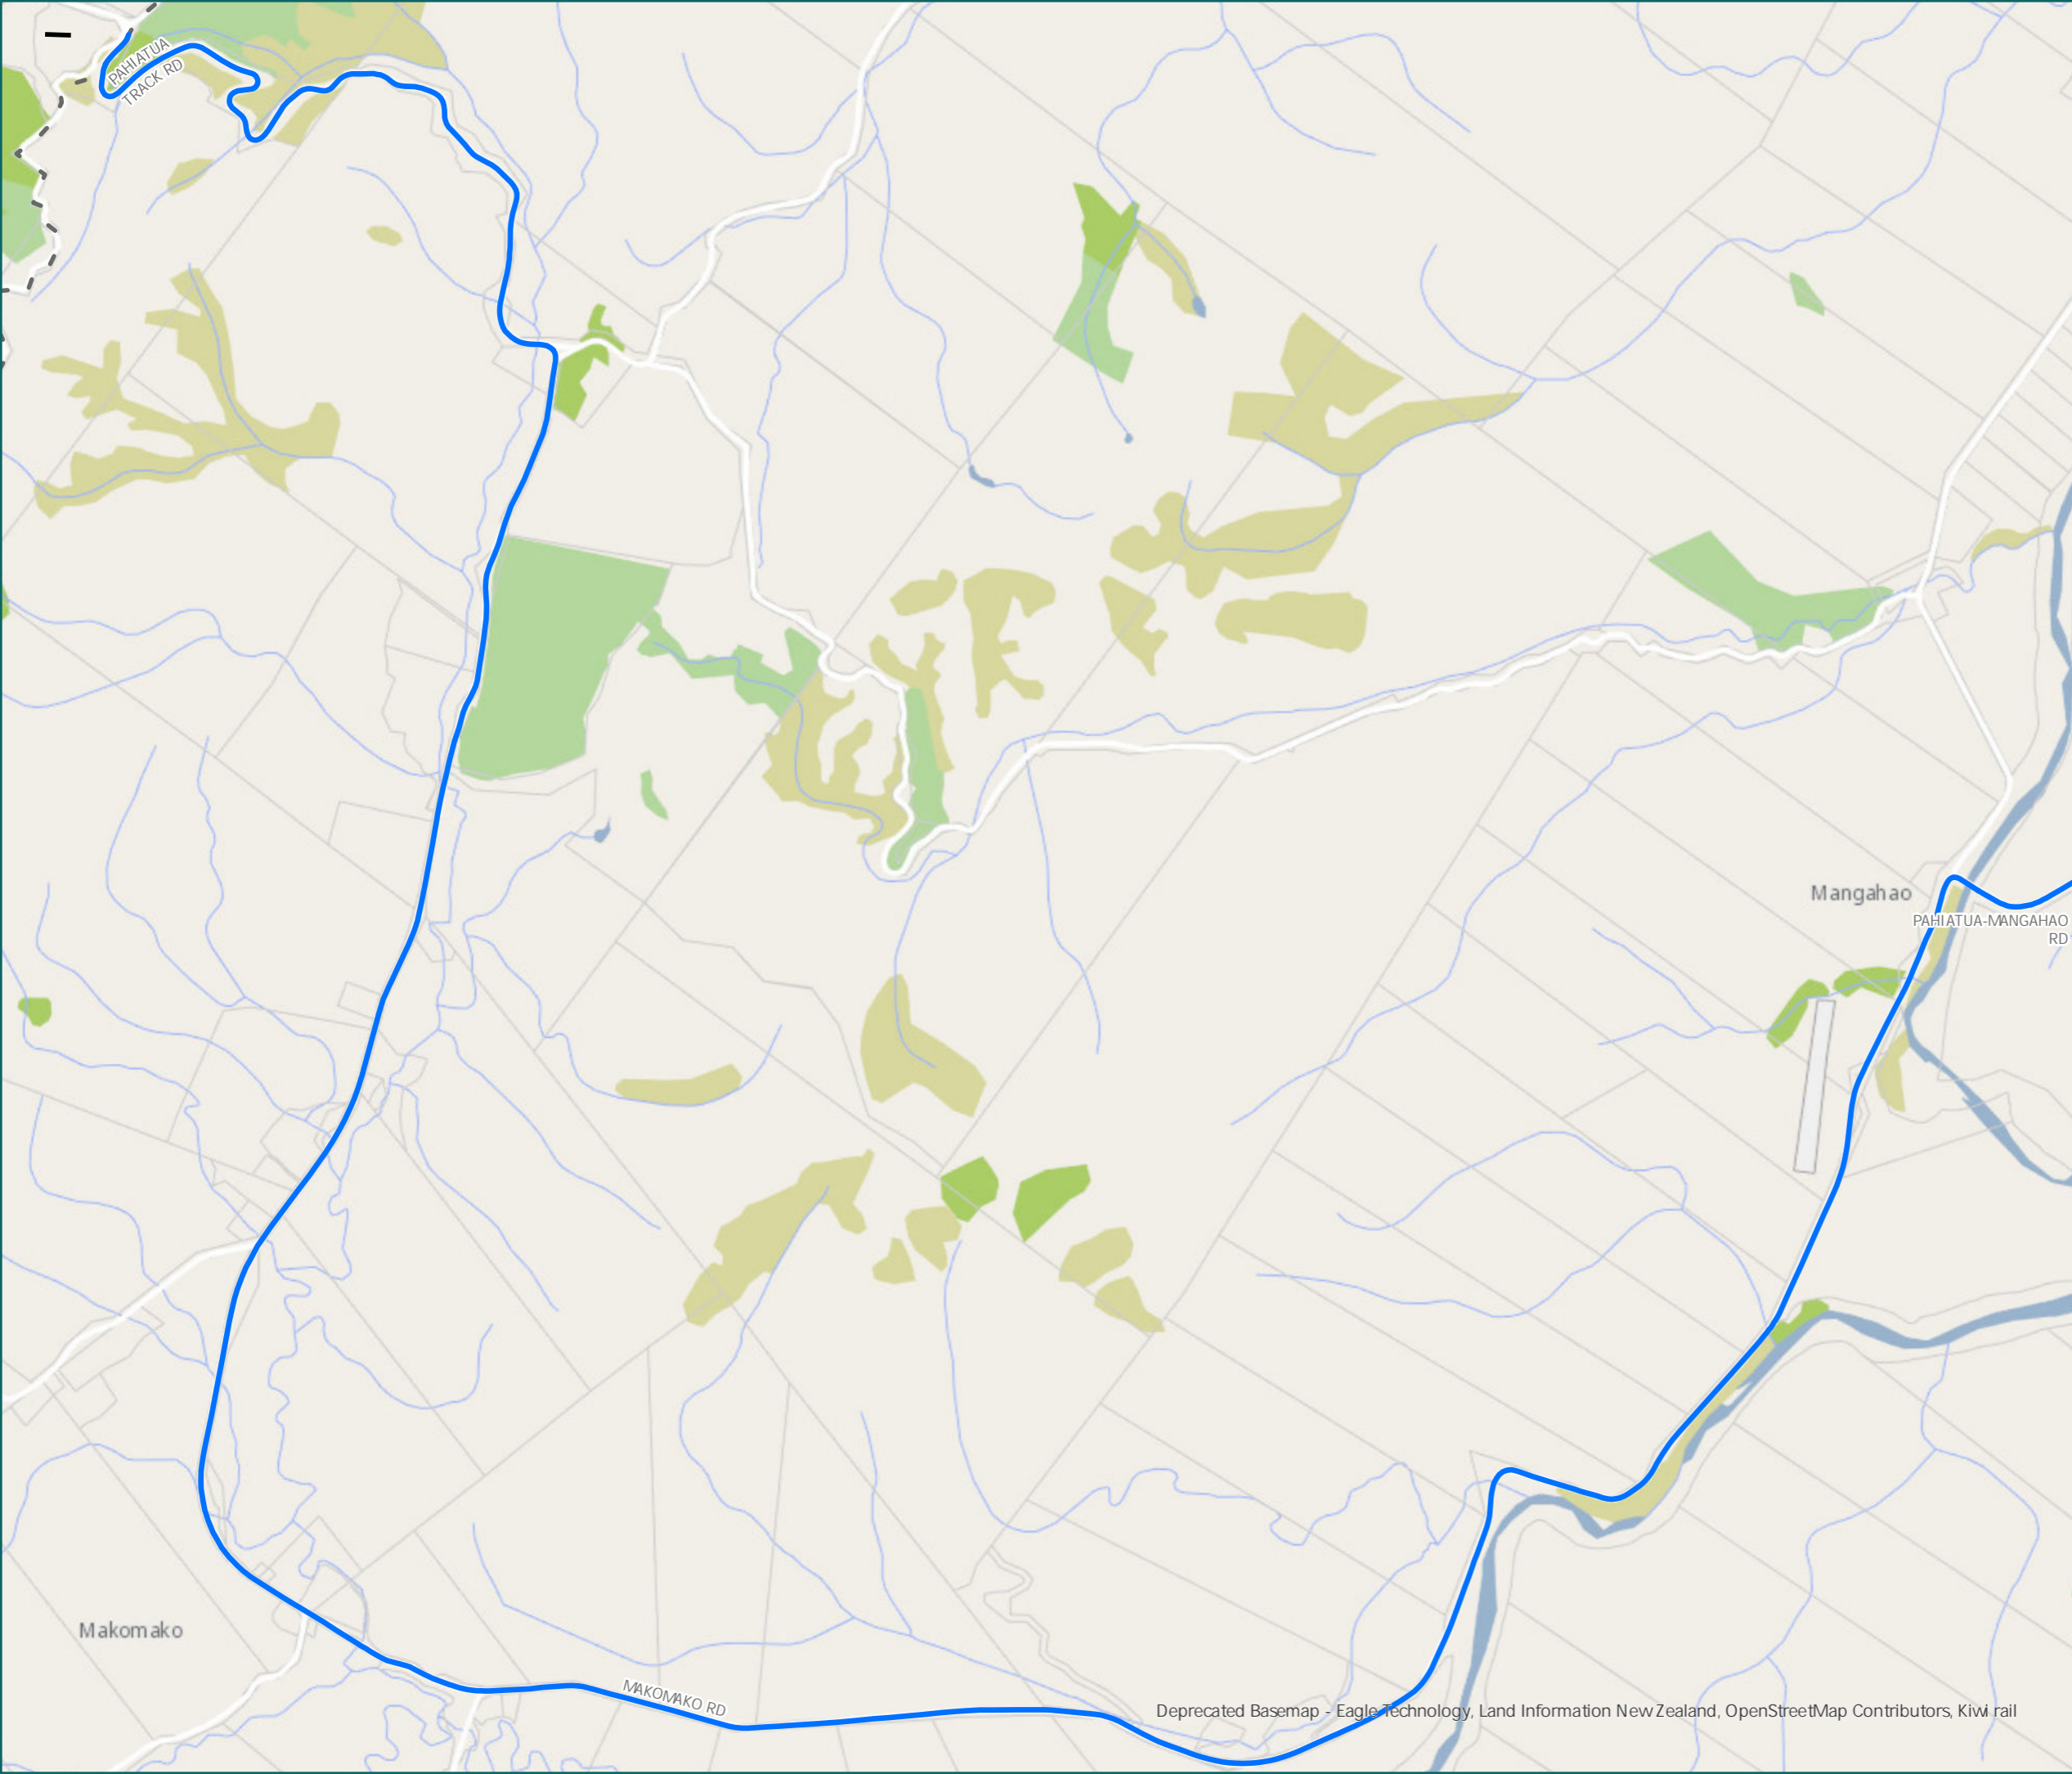 PAHIATUA
TRACK RD
Mangahao
PAHIATUA-MANGAHAO
RD
Makomako
MAKOMAKO RD
Deprecated Basemap - Eagle Technology, Land Information New Zealand, OpenStreetMap Contributors, Kiwi rail